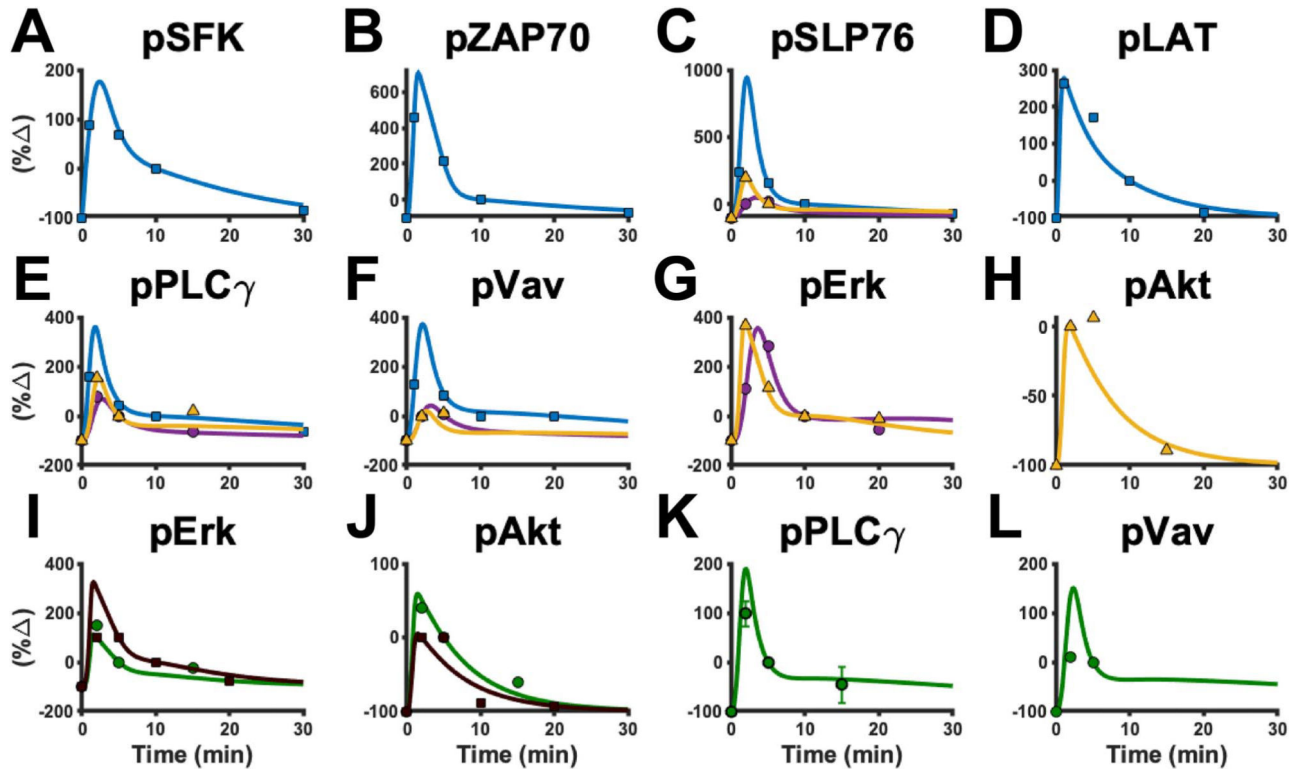 A pSFK B pZAP70 C pSLP76 D pLAT
200 100 0 -100
600 400 200 0
1000 500 0
300 200 100 0 -100
(%Δ)
0 10 20 30 0 10 20 30 0 10 20 30 0 10 20 30
E pPLCγ F pVav G pErk H pAkt
400 200 0 -200
400 200 0 -200
400 200 0 -200
0 -50 -100
(%Δ)
0 10 20 30 0 10 20 30 0 10 20 30 0 10 20 30
I pErk J pAkt K pPLCγ L pVav
400 200 0 -200
100 0 -100
200 100 0 -100
200 100 0 -100
(%Δ)
0 10 20 30 0 10 20 30 0 10 20 30 0 10 20 30
Time (min) Time (min) Time (min) Time (min)